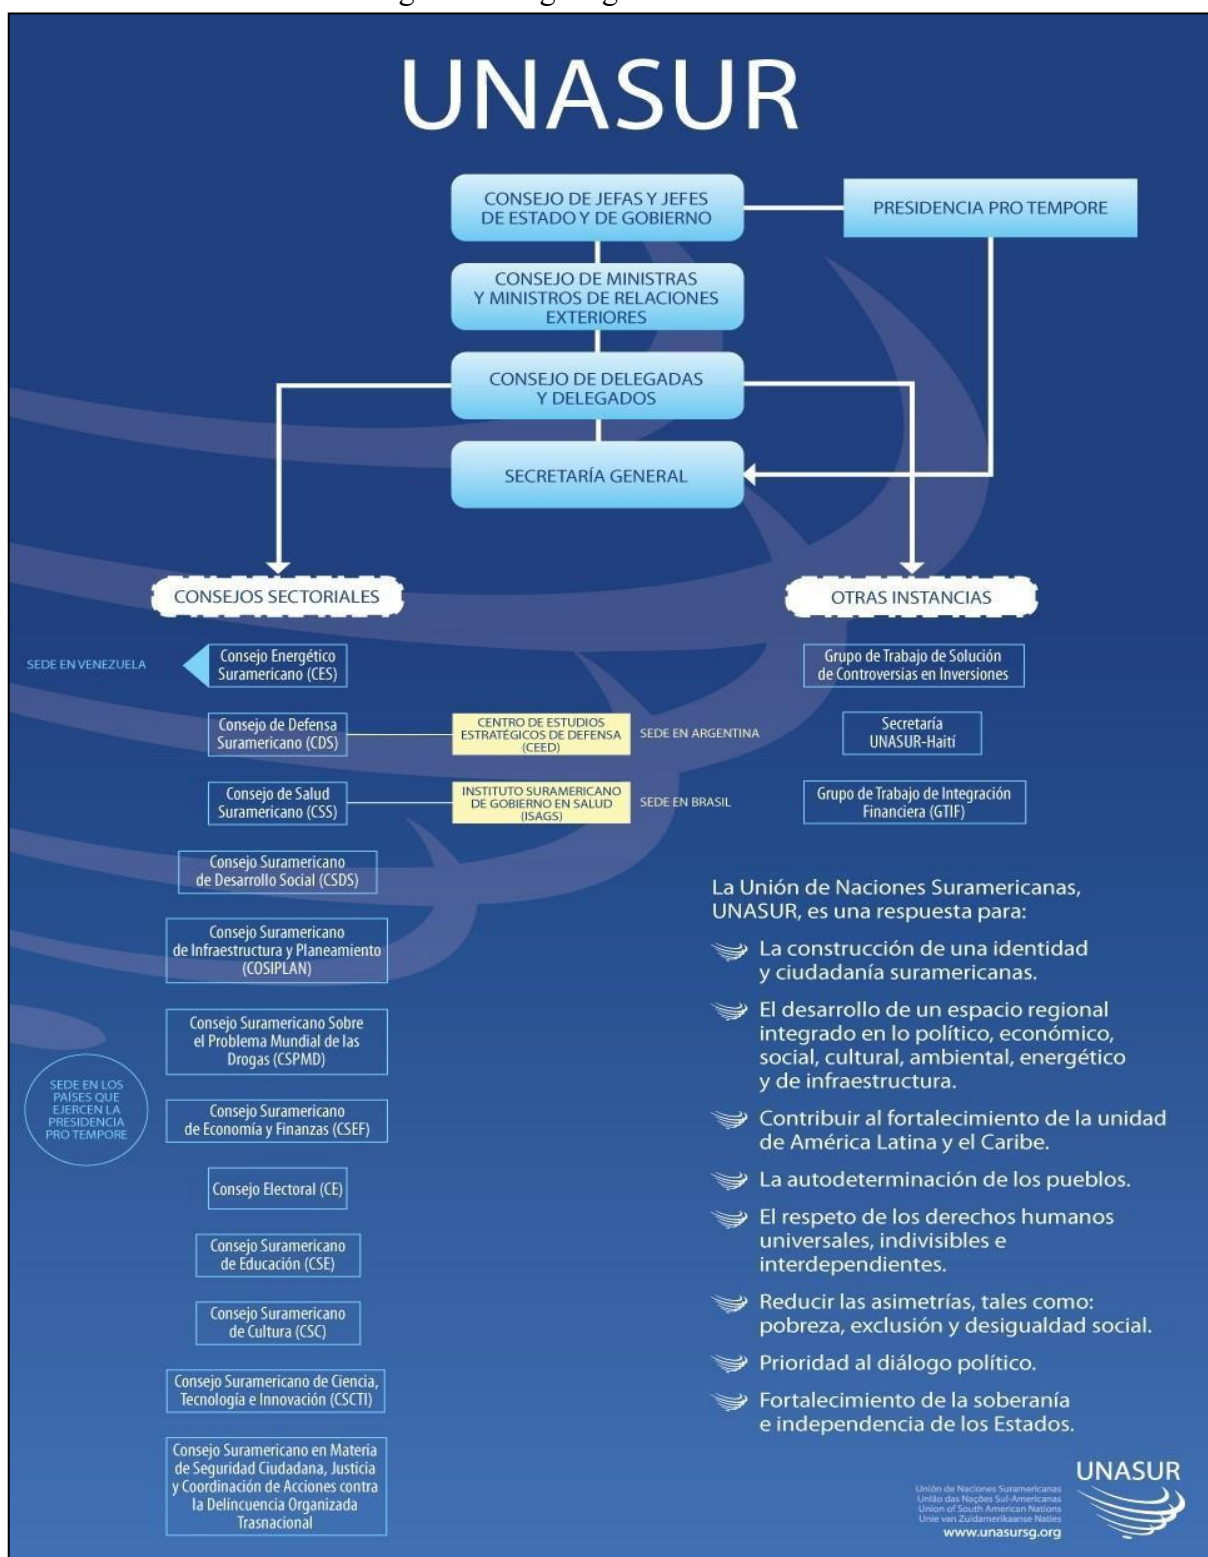 UNASUR
CONSEJO DE JEFAS Y JEFES
DE ESTADO Y DE GOBIERNO
PRESIDENCIA PRO TEMPORE
CONSEJO DE MINISTRAS
Y MINISTROS DE RELACIONES
EXTERIORES
CONSEJO DE DELEGADAS
Y DELEGADOS
SECRETARÍA GENERAL
CONSEJOS SECTORIALES
OTRAS INSTANCIAS
SEDE EN VENEZUELA
Consejo Energético
Suramericano (CES)
Grupo de Trabajo de Solución
de Controversias en Inversiones
Consejo de Defensa
Suramericano (CDS)
CENTRO DE ESTUDIOS
ESTRATÉGICOS DE DEFENSA
(CEED)
SEDE EN ARGENTINA
Secretaría
UNASUR-Haití
Consejo de Salud
Suramericano (CSS)
INSTITUTO SURAMERICANO
DE GOBIERNO EN SALUD
(ISAGS)
SEDE EN BRASIL
Grupo de Trabajo de Integración
Financiera (GTIF)
Consejo Suramericano
de Desarrollo Social (CSDS)
Consejo Suramericano
de Infraestructura y Planeamiento
(COSIPLAN)
Consejo Suramericano Sobre
el Problema Mundial de las
Drogas (CSPMD)
SEDE EN LOS
PAÍSES QUE
EJERCEN LA
PRESIDENCIA
PRO TEMPORE
Consejo Suramericano
de Economía y Finanzas (CSEF)
Consejo Electoral (CE)
Consejo Suramericano
de Educación (CSE)
Consejo Suramericano
de Cultura (CSC)
Consejo Suramericano de Ciencia,
Tecnología e Innovación (CSCTI)
Consejo Suramericano en Materia
de Seguridad Ciudadana, Justicia
y Coordinación de Acciones contra
la Delincuencia Organizada
Trasnacional
La Unión de Naciones Suramericanas,
UNASUR, es una respuesta para:
La construcción de una identidad
y ciudadanía suramericanas.
El desarrollo de un espacio regional
integrado en lo político, económico,
social, cultural, ambiental, energético
y de infraestructura.
Contribuir al fortalecimiento de la unidad
de América Latina y el Caribe.
La autodeterminación de los pueblos.
El respeto de los derechos humanos
universales, indivisibles e
interdependientes.
Reducir las asimetrías, tales como:
pobreza, exclusión y desigualdad social.
Prioridad al diálogo político.
Fortalecimiento de la soberanía
e independencia de los Estados.
UNASUR
Unión de Naciones Suramericanas
União das Nações Sul-Americanas
Union of South American Nations
Unie van Zuidamerikaanse Naties
www.unasursg.org